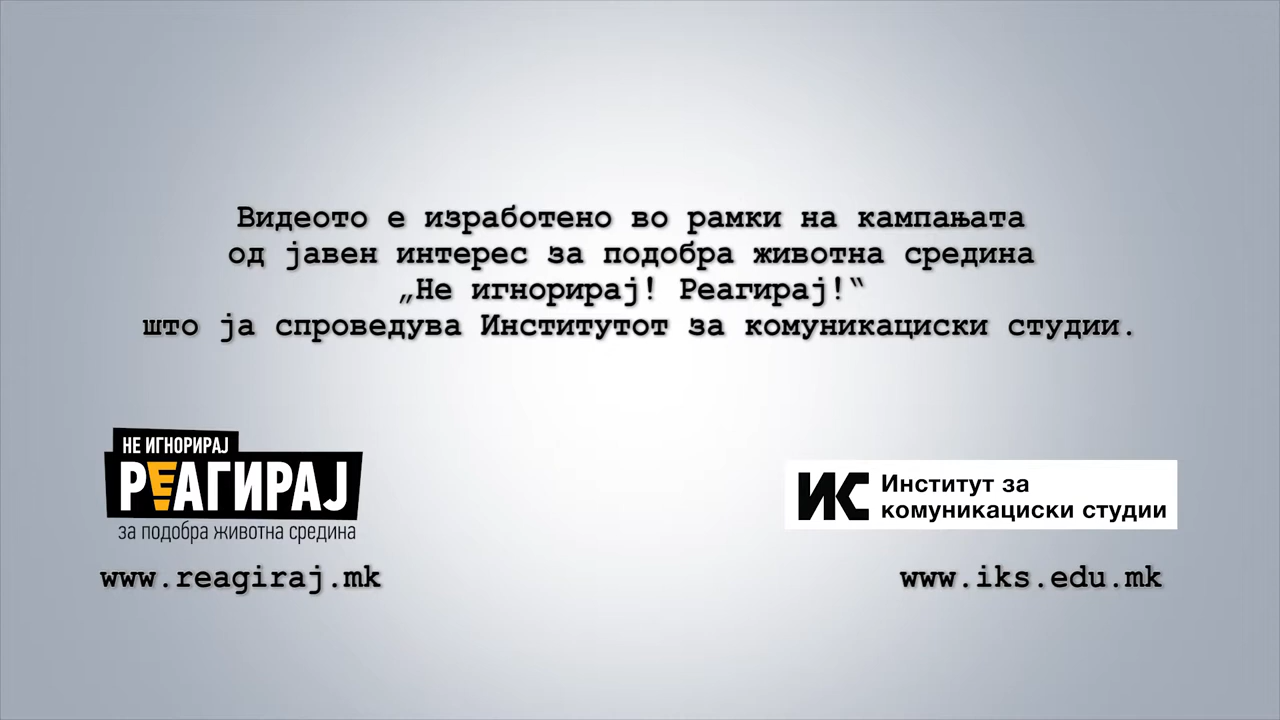 Видеото е изработено во рамки на кампањата
од јавен интерес за подобра животна средина
„Не игнорирај! Реагирај!“
што ја спроведува Институтот за комуникациски студии.
НЕ ИГНОРИРАЈ
РЕАГИРАЈ
за подобра животна средина
www.reagiraj.mk
ИКС
Институт за
комуникациски студии
www.iks.edu.mk